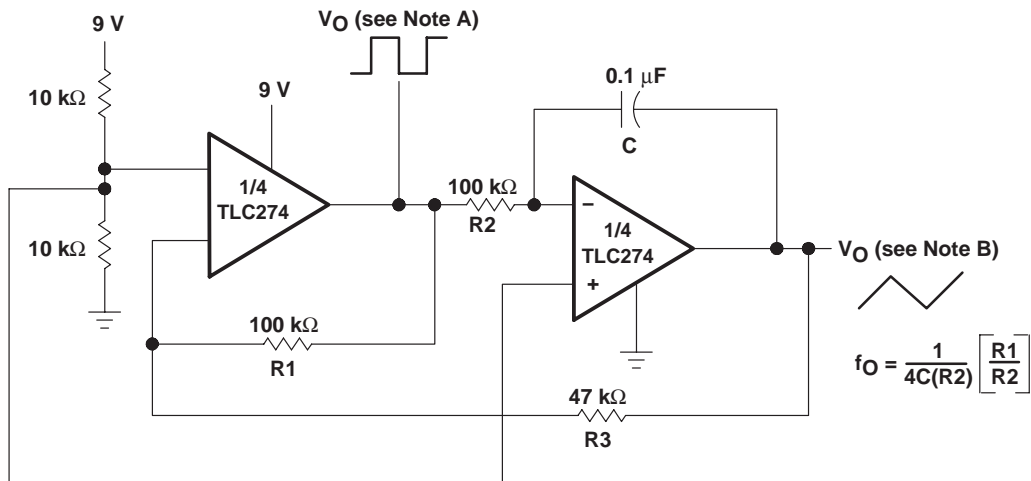 VO (see Note A)
9 V
10 kΩ
9 V
0.1 μF
C
1/4
TLC274
100 kΩ
R2
−
1/4
TLC274
+
10 kΩ
VO (see Note B)
100 kΩ
R1
fO = 1 / 4C(R2) [R1 / R2]
47 kΩ
R3